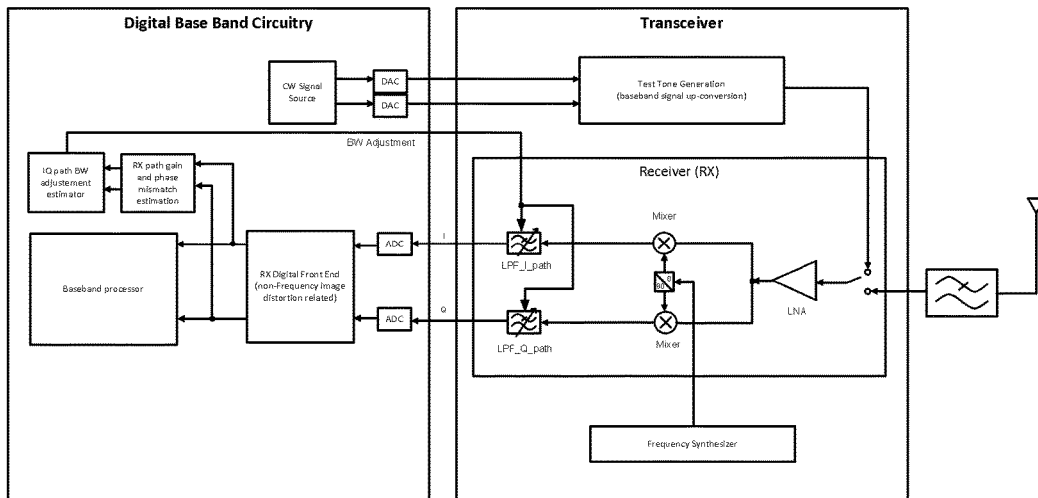 Digital Base Band Circuitry
Transceiver
CW Signal
Source
DAC
DAC
Test Tone Generation
(baseband signal up-conversion)
BW Adjustment
IQ path BW
adjustement
estimator
RX path gain
and phase
mismatch
estimation
Receiver (RX)
Mixer
I
ADC
LPF_I_path
Baseband processor
RX Digital Front End
(non-Frequency image
distortion related)
0
90
LNA
Q
ADC
LPF_Q_path
Mixer
Frequency Synthesizer